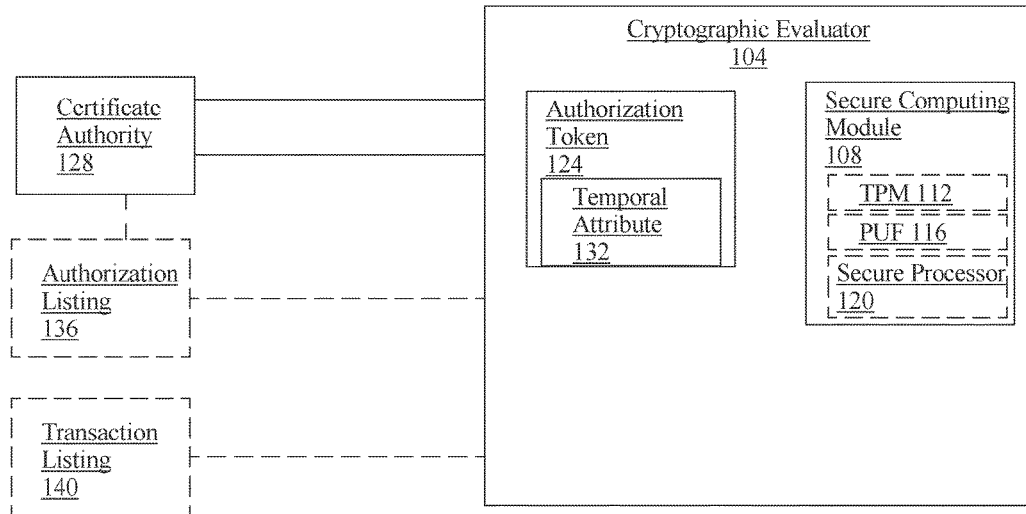 Cryptographic Evaluator
104
Certificate
Authority
128
Authorization
Token
124
Temporal
Attribute
132
Secure Computing
Module
108
TPM 112
PUF 116
Secure Processor
120
Authorization
Listing
136
Transaction
Listing
140